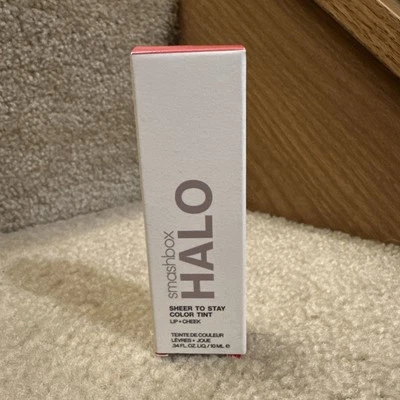 smashbox
HALO
SHEER TO STAY
COLOR TINT
LIP + CHEEK
TEINTE DE COULEUR
LÈVRES + JOUE
.34 FL. OZ. LIQ. / 10 ML ℮